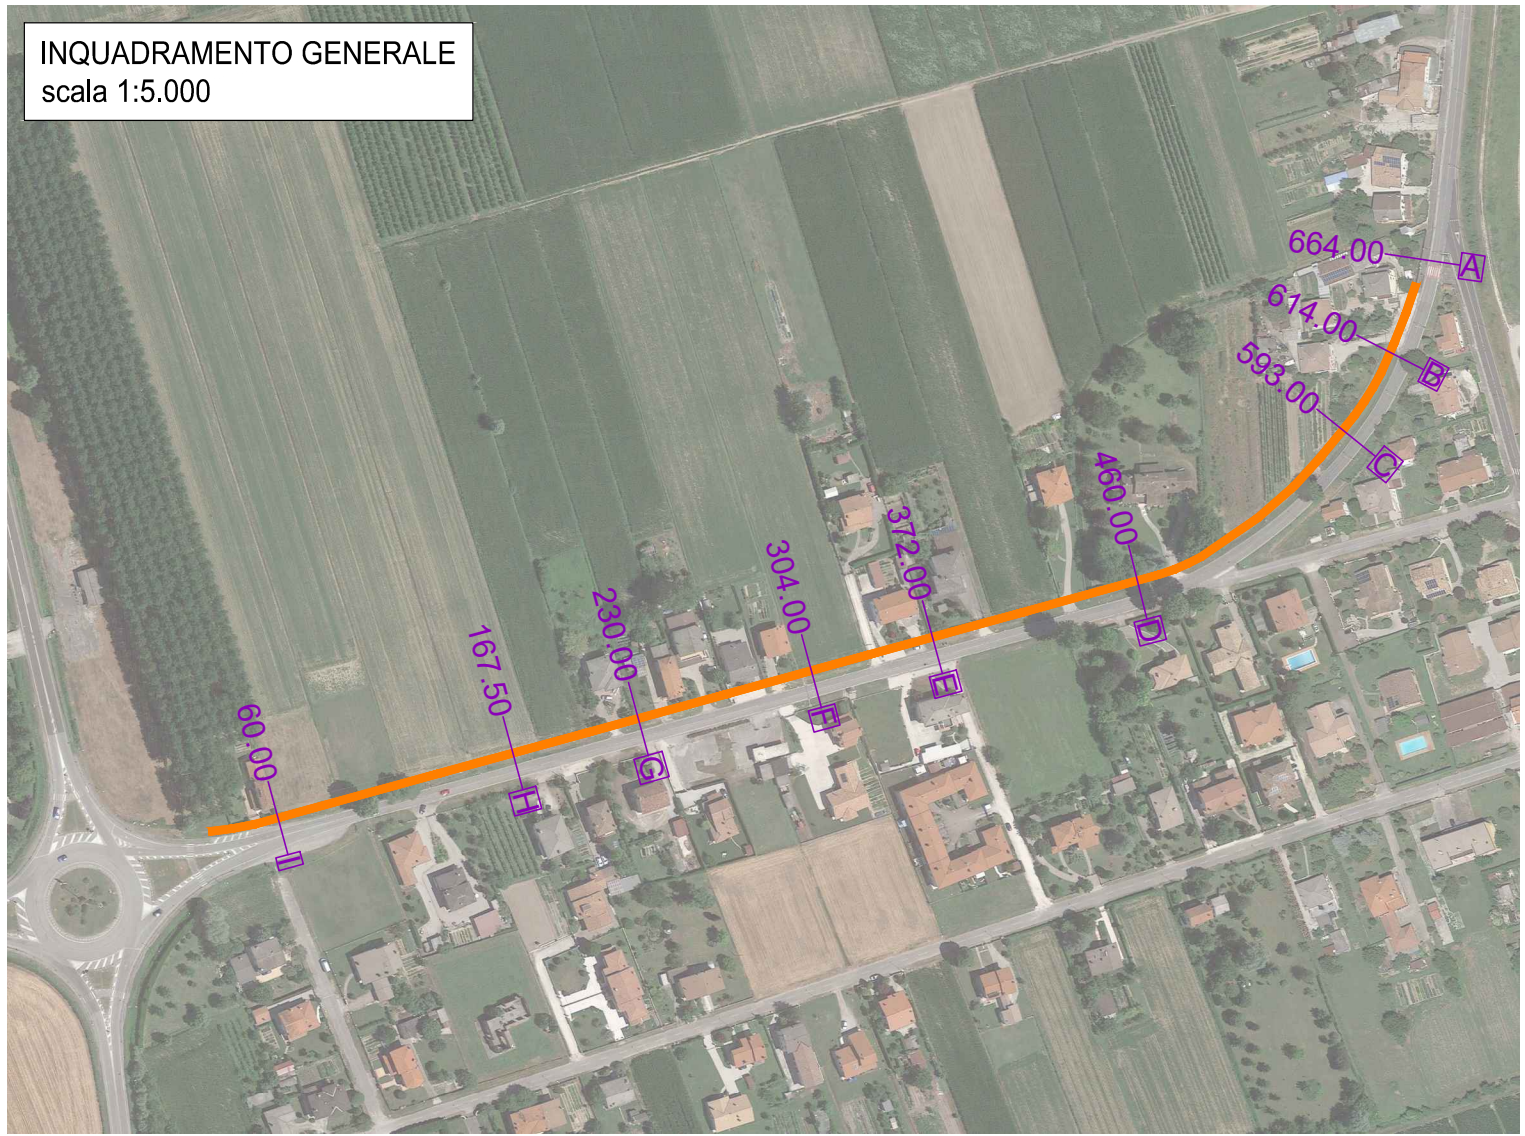 INQUADRAMENTO GENERALE
scala 1:5.000
664.00 A
614.00 B
593.00 C
460.00 D
372.00 E
304.00 F
230.00 G
167.50 H
60.00 I